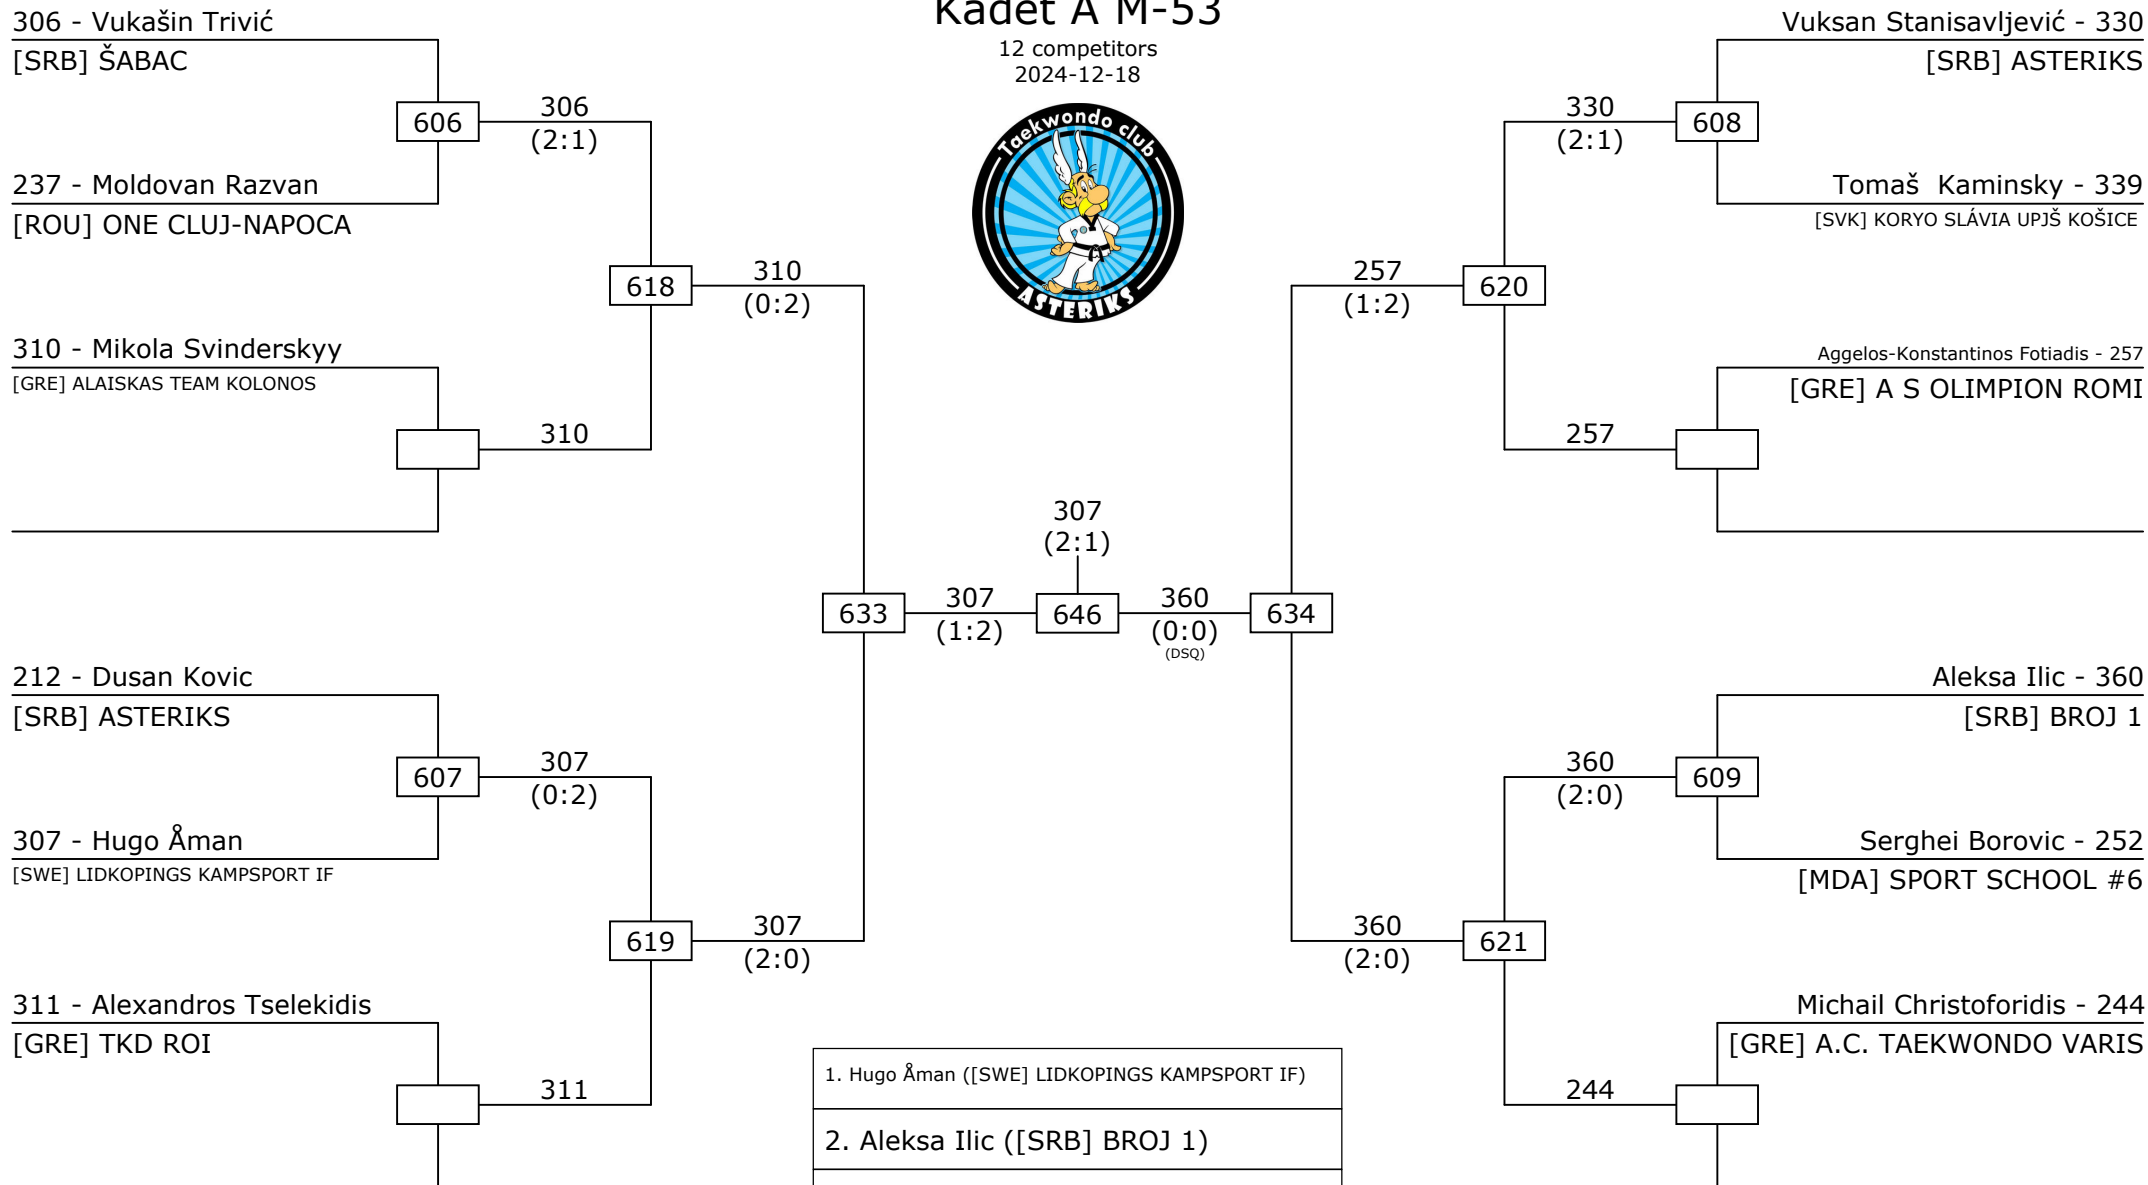 Kadet A M-53
12 competitors
2024-12-18
Taekwondo club
ASTERIKS
306 - Vukašin Trivić
[SRB] ŠABAC
606
306
(2:1)
237 - Moldovan Razvan
[ROU] ONE CLUJ-NAPOCA
618
310
(0:2)
310 - Mikola Svinderskyy
[GRE] ALAISKAS TEAM KOLONOS
310
212 - Dusan Kovic
[SRB] ASTERIKS
607
307
(0:2)
307 - Hugo Åman
[SWE] LIDKOPINGS KAMPSPORT IF
619
307
(2:0)
311 - Alexandros Tselekidis
[GRE] TKD ROI
311
633
307
(1:2)
307
(2:1)
646
360
(0:0)
(DSQ)
634
Vuksan Stanisavljević - 330
[SRB] ASTERIKS
330
(2:1)
608
Tomaš  Kaminsky - 339
[SVK] KORYO SLÁVIA UPJŠ KOŠICE
257
(1:2)
620
Aggelos-Konstantinos Fotiadis - 257
[GRE] A S OLIMPION ROMI
257
Aleksa Ilic - 360
[SRB] BROJ 1
360
(2:0)
609
Serghei Borovic - 252
[MDA] SPORT SCHOOL #6
360
(2:0)
621
Michail Christoforidis - 244
[GRE] A.C. TAEKWONDO VARIS
244
1. Hugo Åman ([SWE] LIDKOPINGS KAMPSPORT IF)
2. Aleksa Ilic ([SRB] BROJ 1)